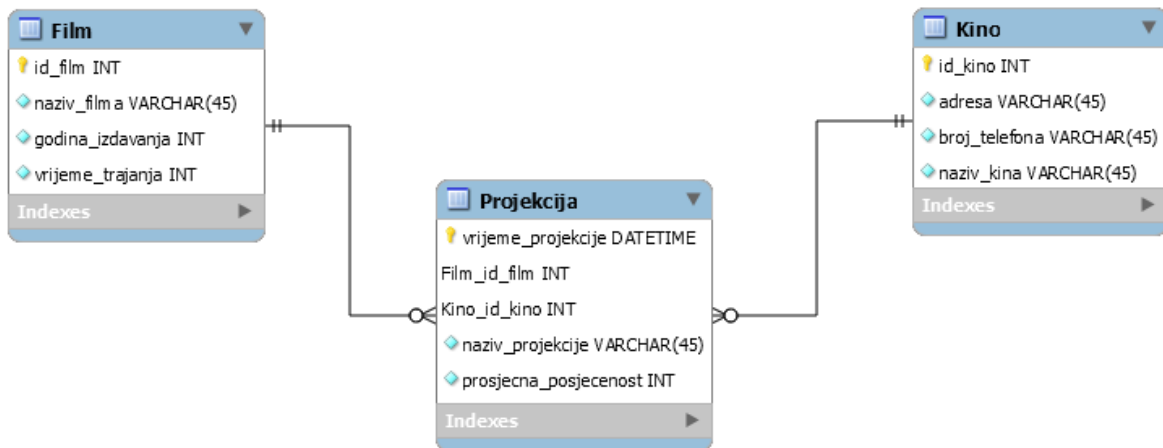 Film
id_film INT
naziv_filma VARCHAR(45)
godina_izdavanja INT
vrijeme_trajanja INT
Indexes
Kino
id_kino INT
adresa VARCHAR(45)
broj_telefona VARCHAR(45)
naziv_kina VARCHAR(45)
Indexes
Projekcija
vrijeme_projekcije DATETIME
Film_id_film INT
Kino_id_kino INT
naziv_projekcije VARCHAR(45)
prosjecna_posjecenost INT
Indexes